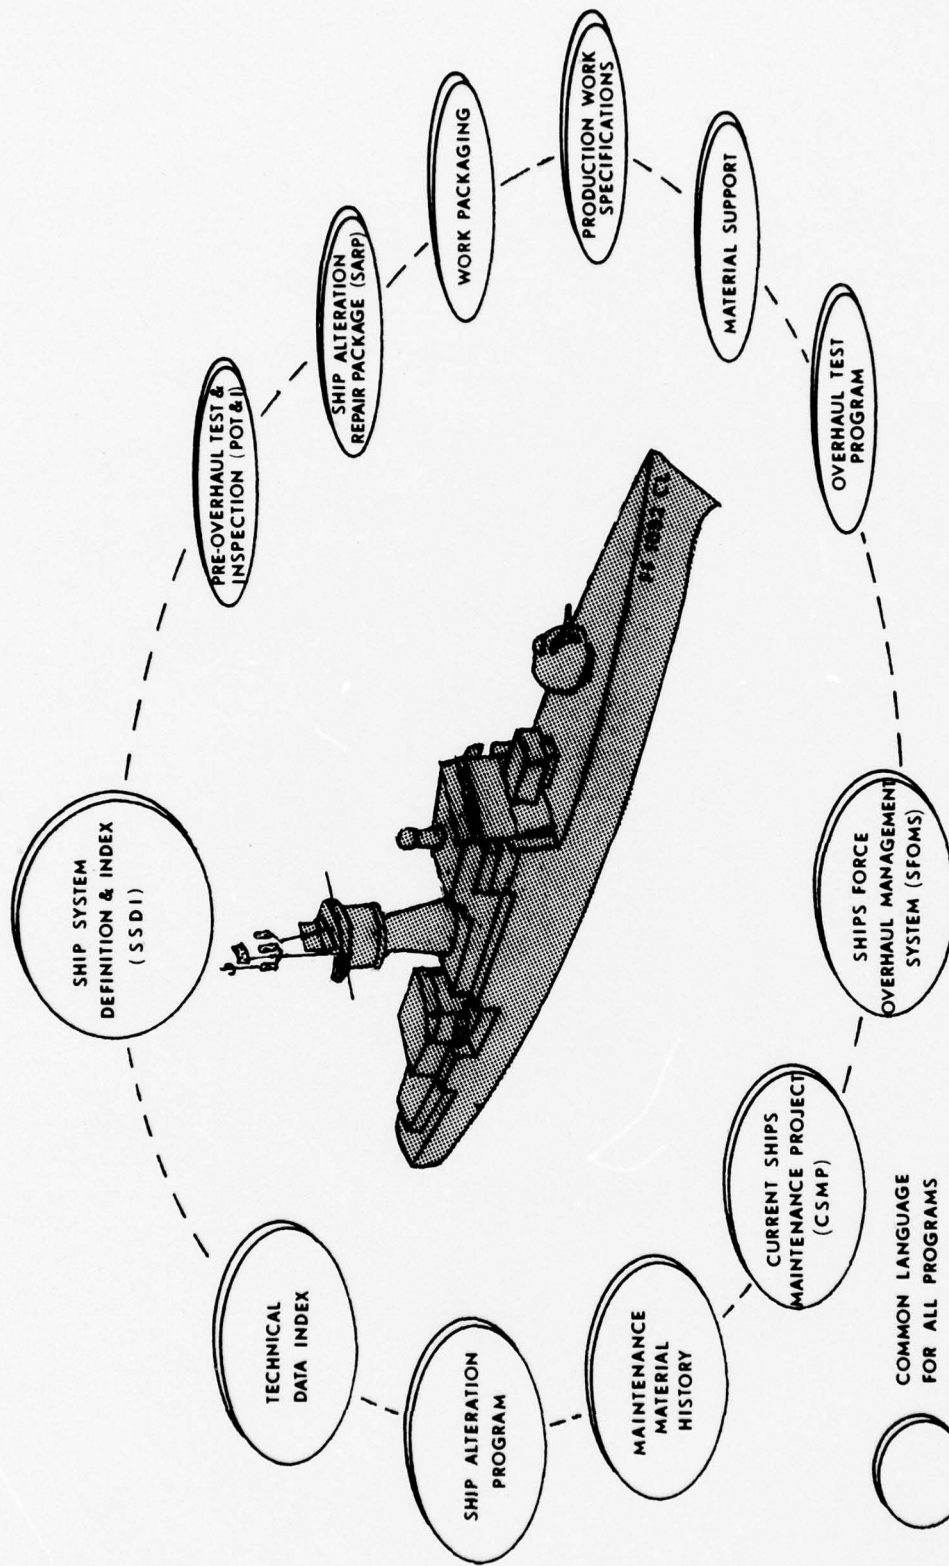 SHIP SYSTEM
DEFINITION & INDEX
(SSDI)
PRE-OVERHAUL TEST &
INSPECTION (POT&I)
SHIP ALTERATION
REPAIR PACKAGE (SARP)
WORK PACKAGING
PRODUCTION WORK
SPECIFICATIONS
MATERIAL SUPPORT
OVERHAUL TEST
PROGRAM
SHIPS FORCE
OVERHAUL MANAGEMENT
SYSTEM (SFOMS)
CURRENT SHIPS
MAINTENANCE PROJECT
(CSMP)
MAINTENANCE
MATERIAL
HISTORY
SHIP ALTERATION
PROGRAM
TECHNICAL
DATA INDEX
COMMON LANGUAGE
FOR ALL PROGRAMS